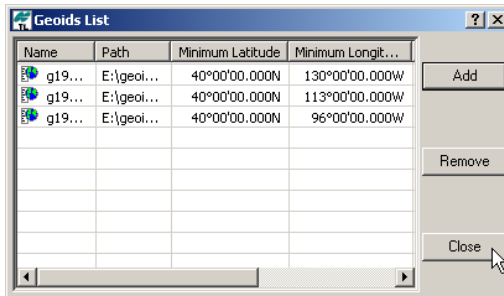 TL Geoids List
Name Path Minimum Latitude Minimum Longit...
g19... E:\geoi... 40°00'00.000N 130°00'00.000W
g19... E:\geoi... 40°00'00.000N 113°00'00.000W
g19... E:\geoi... 40°00'00.000N 96°00'00.000W
Add
Remove
Close